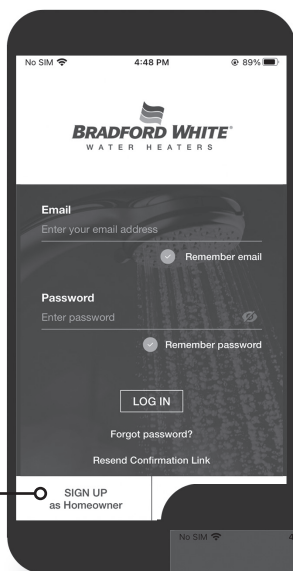 No SIM 4:48 PM 89%
BRADFORD WHITE®
WATER HEATERS
Email
Enter your email address
Remember email
Password
Enter password
Remember password
LOG IN
Forgot password?
Resend Confirmation Link
SIGN UP
as Homeowner
No SIM 4